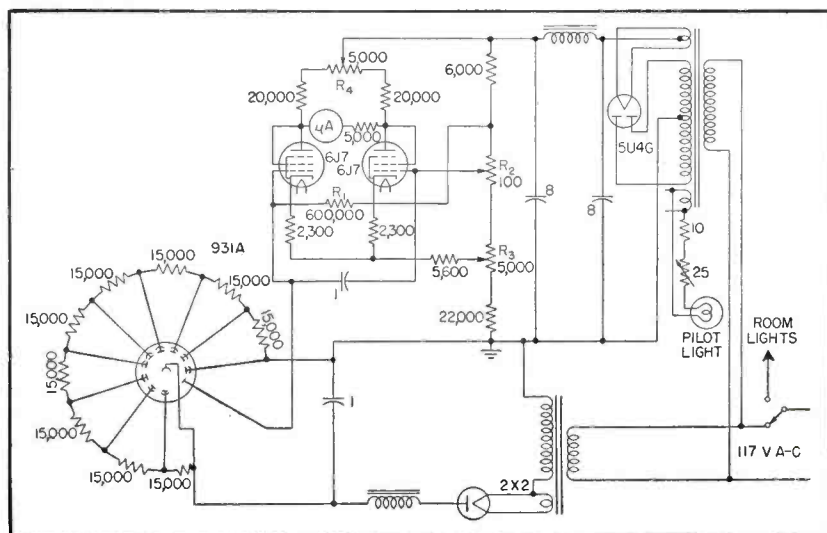 5,000
R4
20,000
20,000
μA
5,000
6J7
6J7
R1
600,000
2,300
2,300
6,000
R2
100
R3
5,000
5,600
22,000
1
8
8
5U4G
10
25
PILOT
LIGHT
ROOM
LIGHTS
117 V A-C
931A
15,000
15,000
15,000
15,000
15,000
15,000
15,000
15,000
15,000
1
2X2